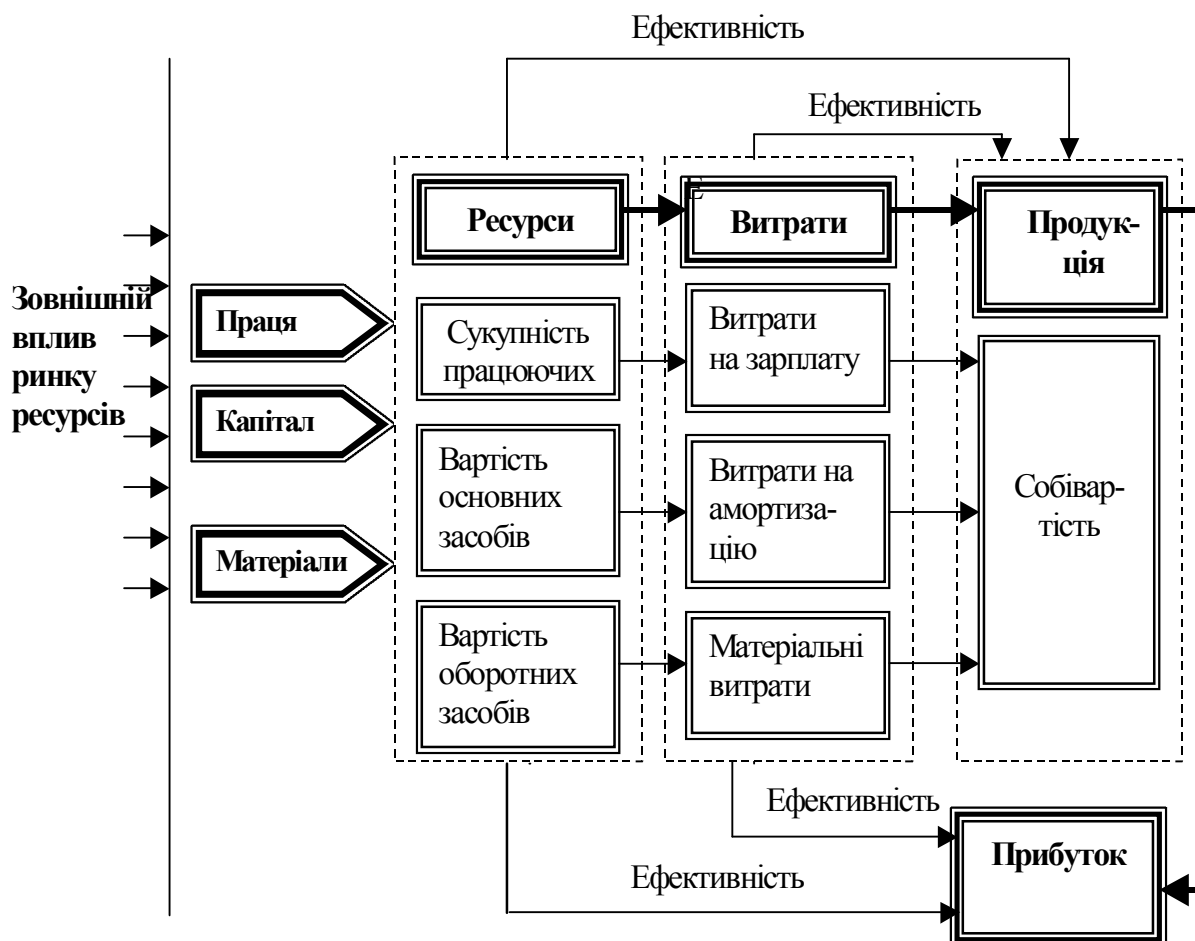 Ефективність
Ефективність
Е
Ресурси
Витрати
Продук-
ція
Зовнішній
вплив
ринку
ресурсів
Праця
Капітал
Матеріали
Сукупність
працюючих
Витрати
на зарплату
Вартість
основних
засобів
Витрати на
амортиза-
цію
Собівар-
тість
Вартість
оборотних
засобів
Матеріальні
витрати
Ефективність
Прибуток
Ефективність